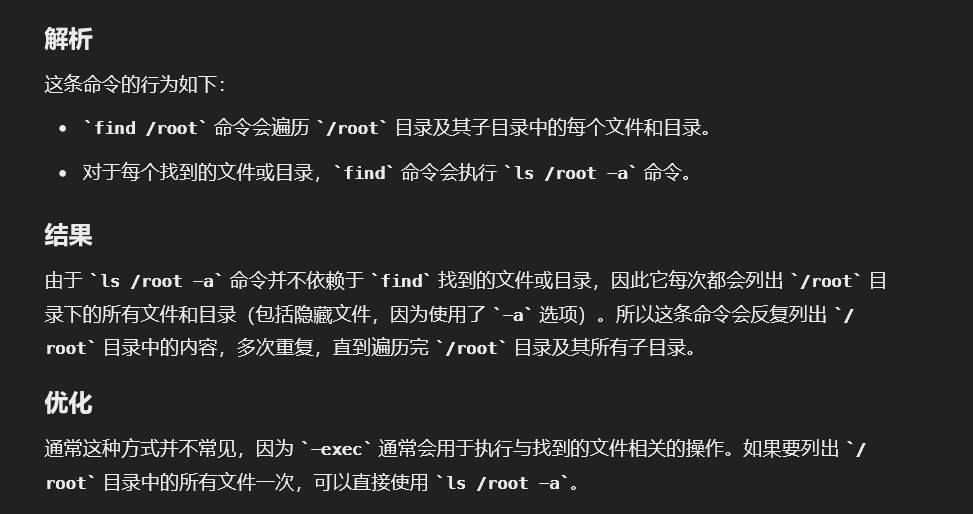 解析
这条命令的行为如下：
• `find /root` 命令会遍历 `/root` 目录及其子目录中的每个文件和目录。
• 对于每个找到的文件或目录，`find` 命令会执行 `ls /root -a` 命令。
结果
由于 `ls /root -a` 命令并不依赖于 `find` 找到的文件或目录，因此它每次都会列出 `/root` 目
录下的所有文件和目录（包括隐藏文件，因为使用了 `-a` 选项）。所以这条命令会反复列出 `/
root` 目录中的内容，多次重复，直到遍历完 `/root` 目录及其所有子目录。
优化
通常这种方式并不常见，因为 `-exec` 通常会用于执行与找到的文件相关的操作。如果要列出 `/
root` 目录中的所有文件一次，可以直接使用 `ls /root -a`。